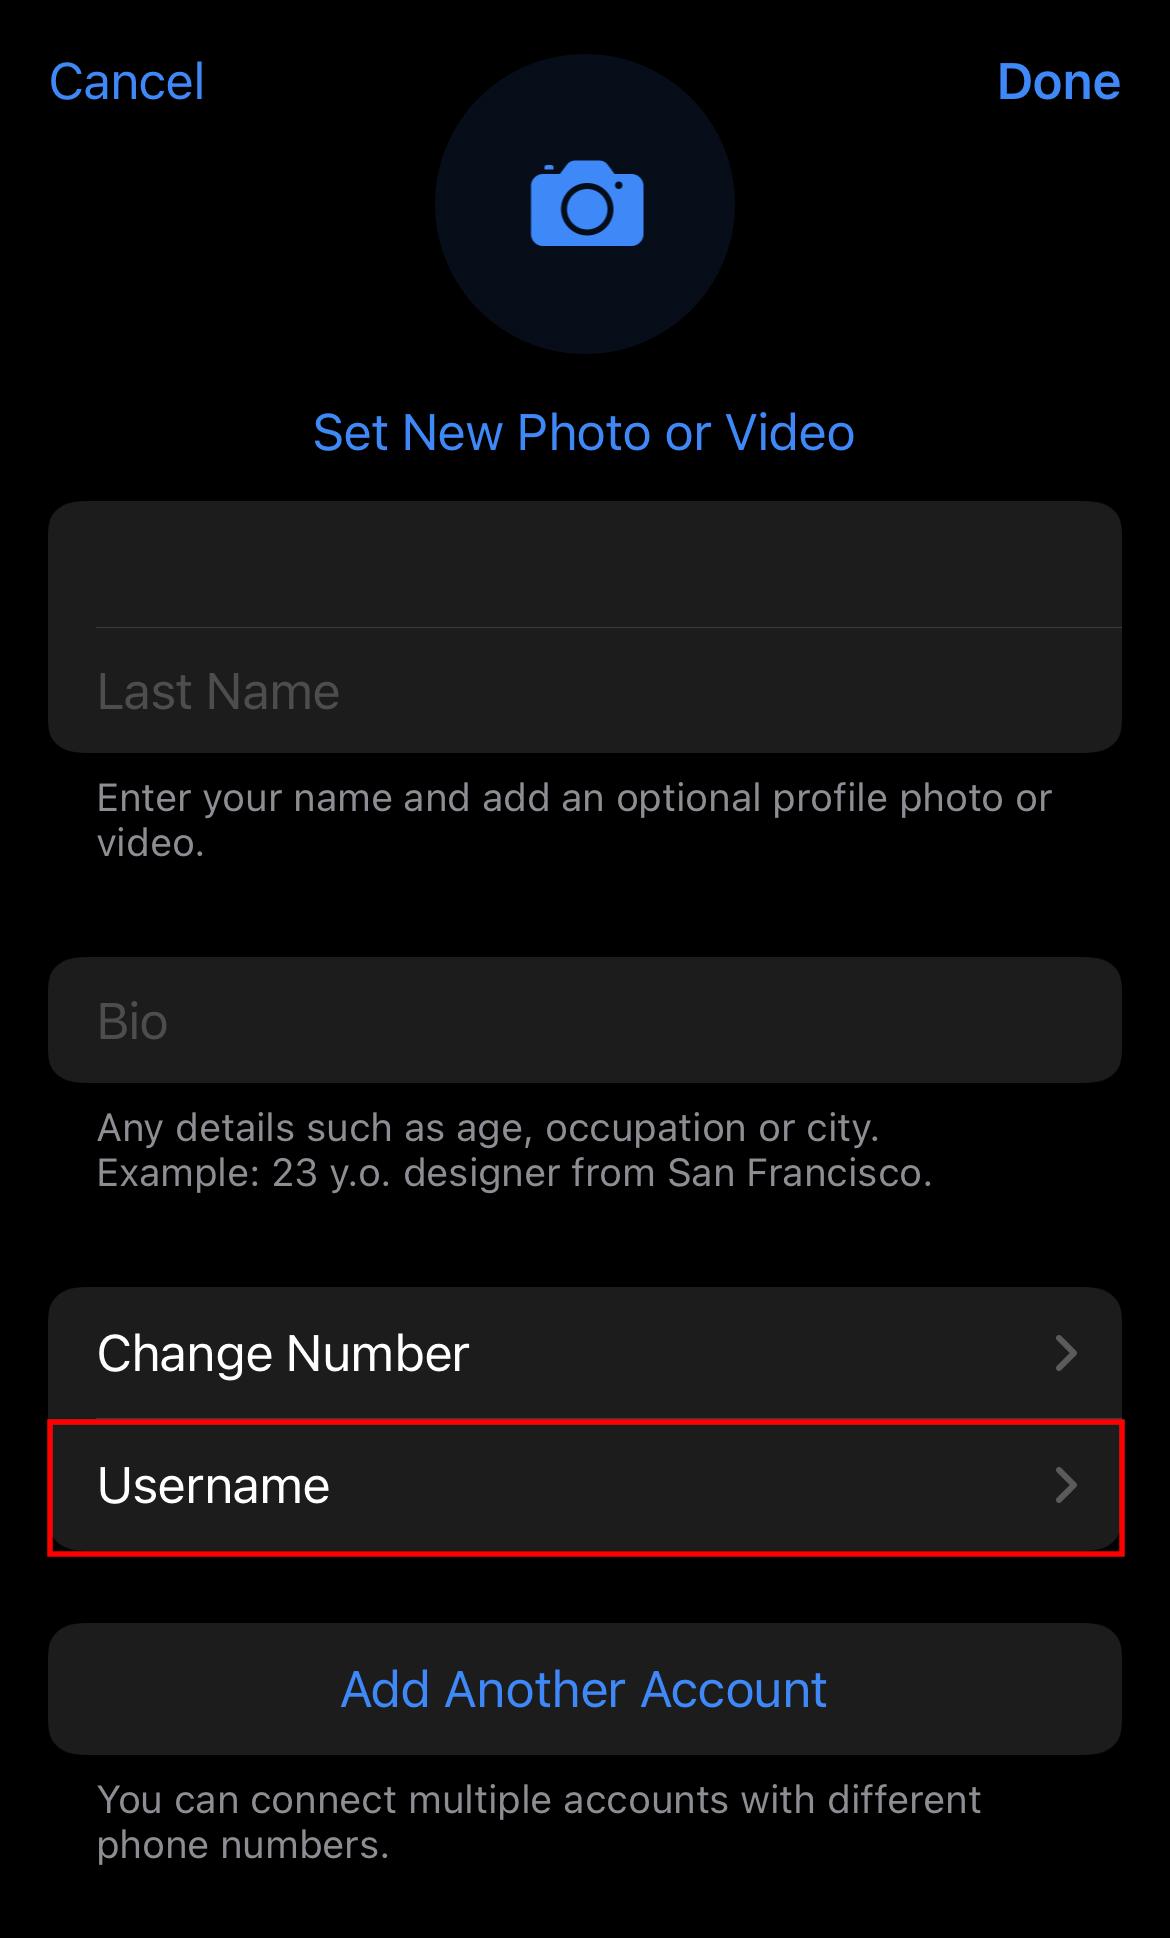 Cancel
Done
Set New Photo or Video
Last Name
Enter your name and add an optional profile photo or
video.
Bio
Any details such as age, occupation or city.
Example: 23 y.o. designer from San Francisco.
Change Number
Username
Add Another Account
You can connect multiple accounts with different
phone numbers.